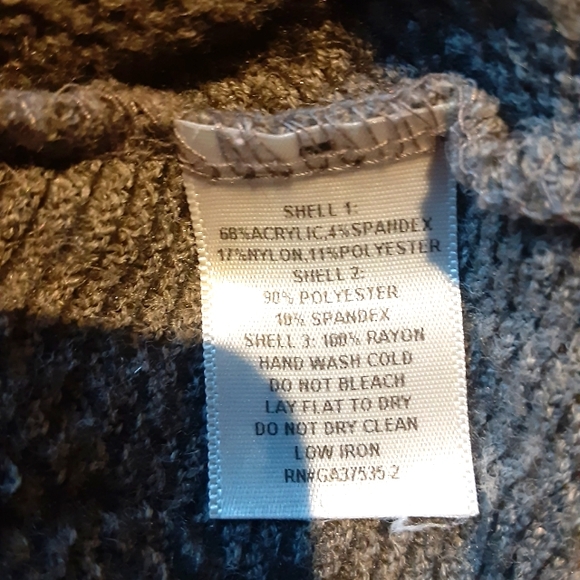 SHELL 1:
68%ACRYLIC,4%SPANDEX
17%NYLON,11%POLYESTER
SHELL 2:
90% POLYESTER
10% SPANDEX
SHELL 3: 100% RAYON
HAND WASH COLD
DO NOT BLEACH
LAY FLAT TO DRY
DO NOT DRY CLEAN
LOW IRON
RN#GA37535-2